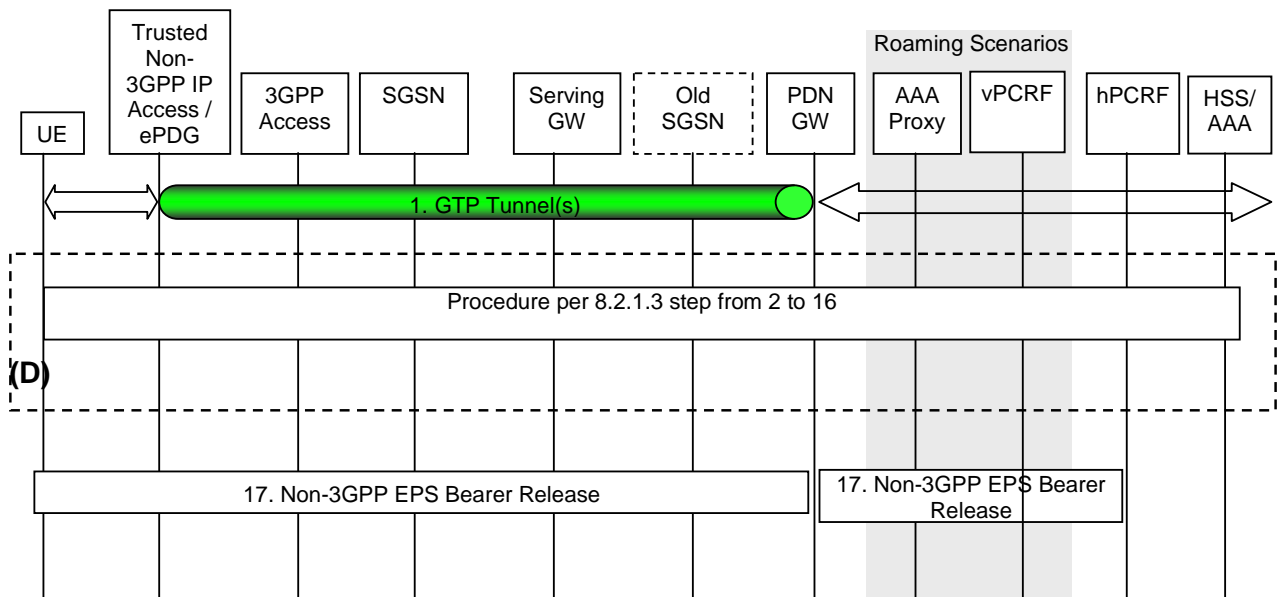 Trusted
Non-
3GPP IP
Access /
ePDG
Roaming Scenarios
UE
3GPP
Access
SGSN
Serving
GW
Old
SGSN
PDN
GW
AAA
Proxy
vPCRF
hPCRF
HSS/
AAA
1. GTP Tunnel(s)
Procedure per 8.2.1.3 step from 2 to 16
(D)
17. Non-3GPP EPS Bearer Release
17. Non-3GPP EPS Bearer
Release